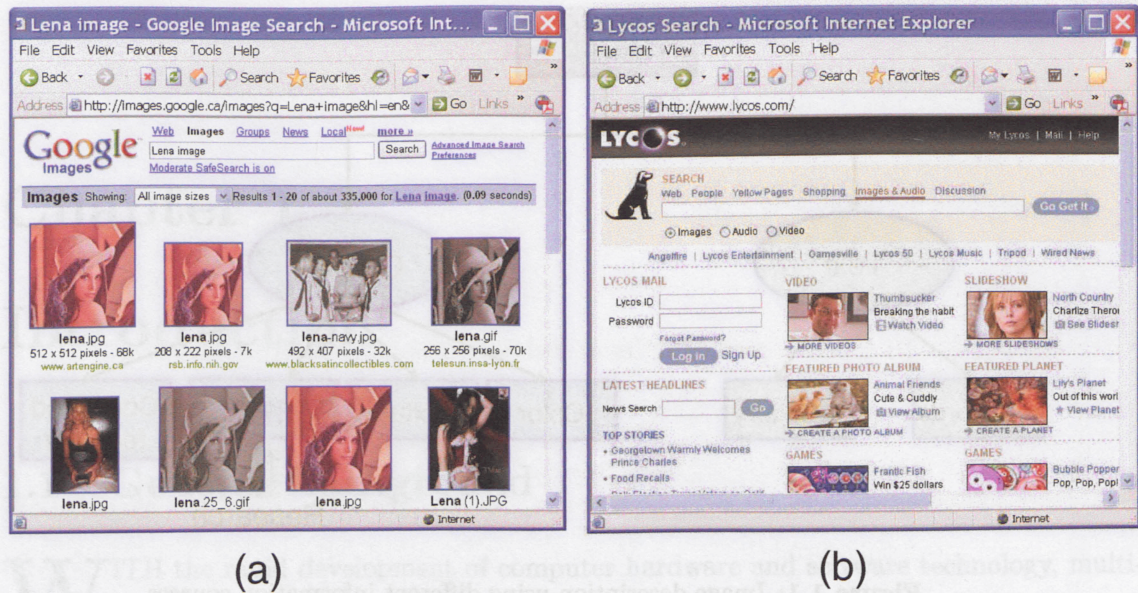 Lena image - Google Image Search - Microsoft Int...
File Edit View Favorites Tools Help
Back Search Favorites
Address http://images.google.ca/images?q=Lena+image&hl=en& Go Links »
Google Images
Web Images Groups News Local New! more »
Lena image Search Advanced Image Search
Preferences
Moderate SafeSearch is on
Images Showing: All image sizes Results 1 - 20 of about 335,000 for Lena image. (0.09 seconds)
lena.jpg lena.jpg lena-navy.jpg lena.gif
512 x 512 pixels - 68k 208 x 222 pixels - 7k 492 x 407 pixels - 32k 256 x 256 pixels - 70k
www.artengine.ca rsb.info.nih.gov www.blacksatincollectibles.com telesun.insa-lyon.fr
lena.jpg lena.25_6.gif lena.jpg Lena (1).JPG
Internet
(a)
Lycos Search - Microsoft Internet Explorer
File Edit View Favorites Tools Help
Back Search Favorites
Address http://www.lycos.com/ Go Links »
LYCOS My Lycos | Mail | Help
SEARCH
Web People Yellow Pages Shopping Images & Audio Discussion
Go Get It
Images Audio Video
Angelfire | Lycos Entertainment | Gamesville | Lycos 50 | Lycos Music | Tripod | Wired News
LYCOS MAIL
Lycos ID
Password
Forgot Password?
Log In Sign Up
LATEST HEADLINES
News Search Go
TOP STORIES
• Georgetown Warmly Welcomes
Prince Charles
• Food Recalls
VIDEO
Thumbsucker
Breaking the habit
Watch Video
MORE VIDEOS
FEATURED PHOTO ALBUM
Animal Friends
Cute & Cuddly
View Album
CREATE A PHOTO ALBUM
GAMES
Frantic Fish
Win $25 dollars
SLIDESHOW
North Country
Charlize Theron
See Slides
MORE SLIDESHOWS
FEATURED PLANET
Lily's Planet
Out of this worl
View Planet
CREATE A PLANET
GAMES
Bubble Popper
Pop, Pop, Pop!
Internet
(b)